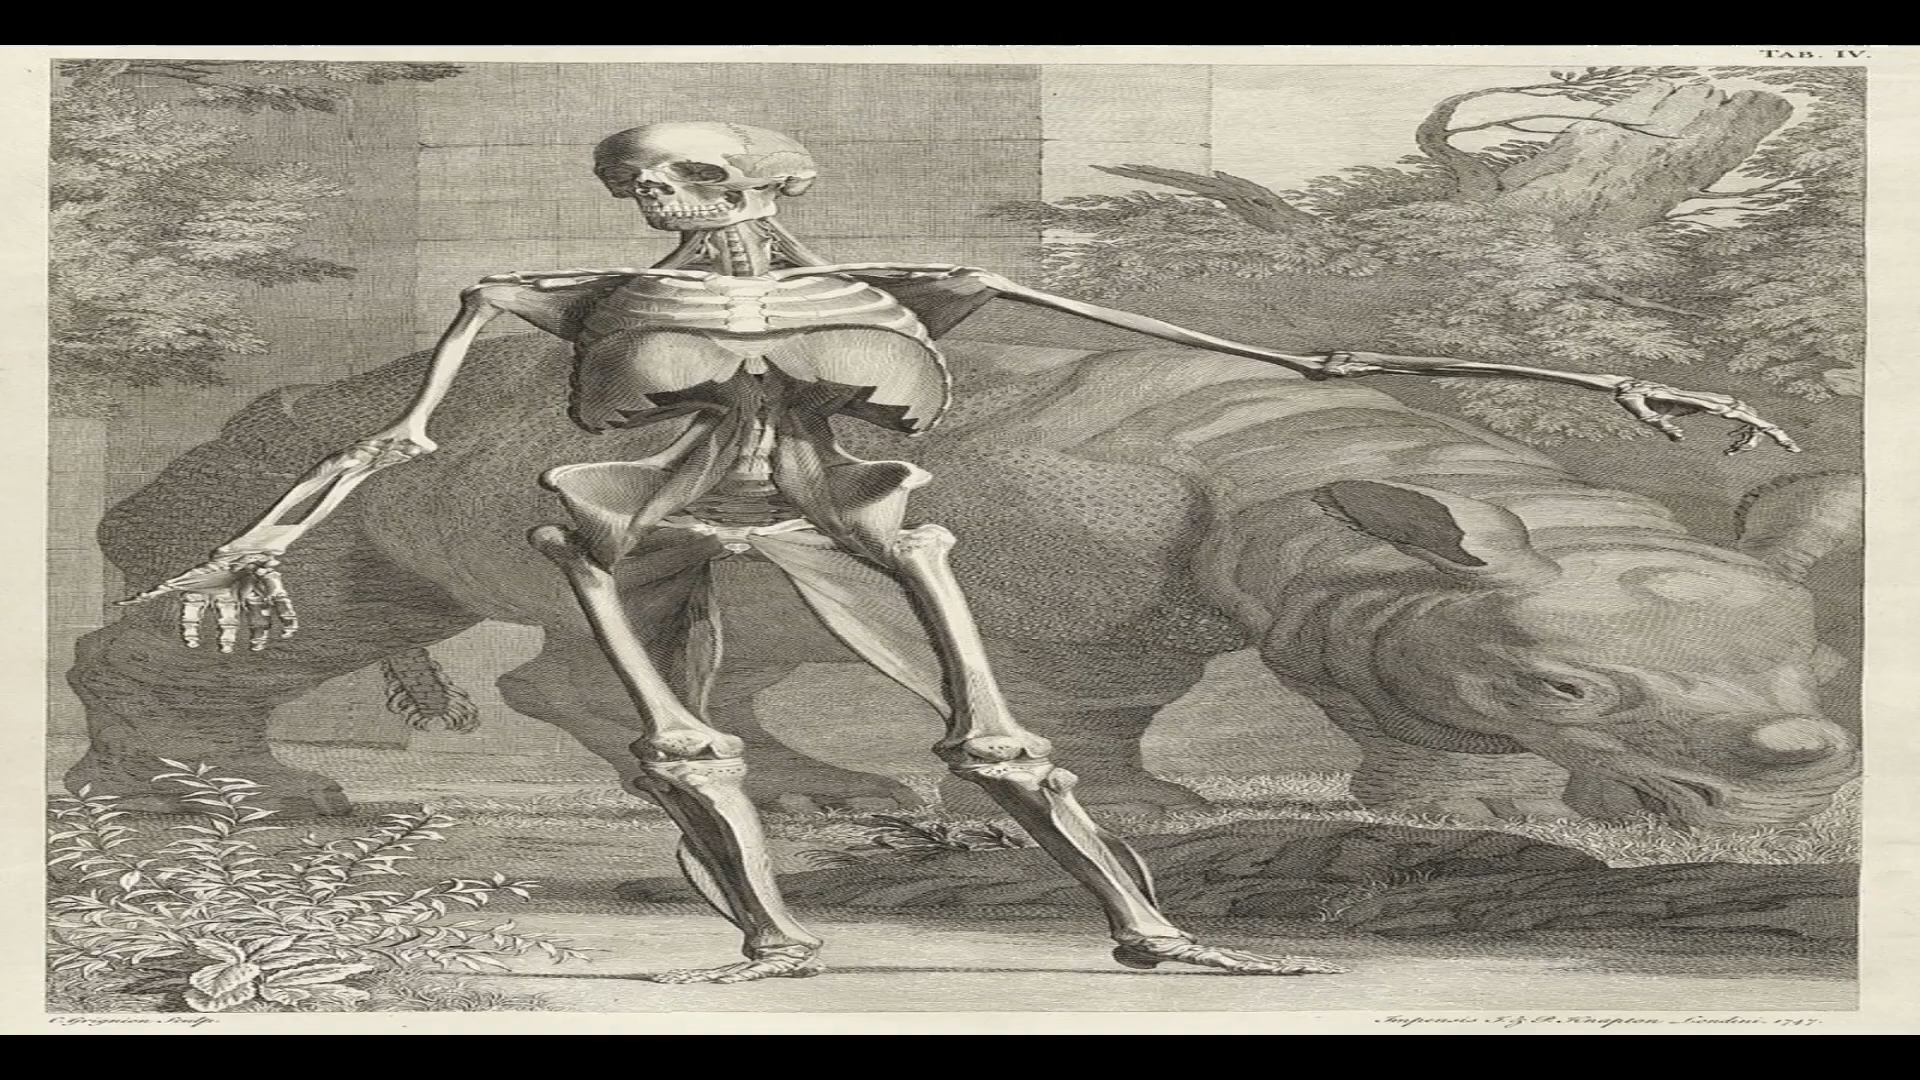 TAB. IV.
C. Grignion Sculp.
Impensis J. & P. Knapton Londini. 1747.